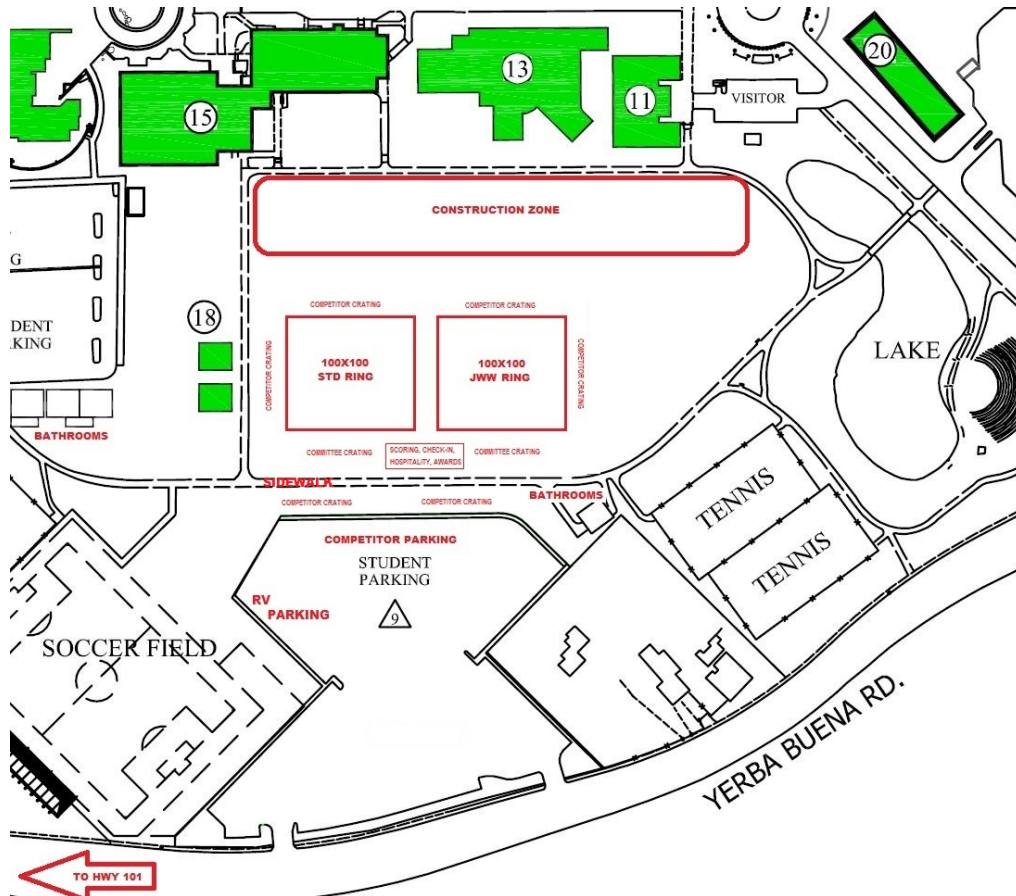 20
13
15
11
VISITOR
CONSTRUCTION ZONE
G
DENT
KING
18
COMPETITOR CRATING
COMPETITOR CRATING
COMPETITOR CRATING
100X100
STD RING
100X100
JWW RING
COMPETITOR CRATING
LAKE
BATHROOMS
COMMITTEE CRATING
SCORING, CHECK-IN,
HOSPITALITY, AWARDS
COMMITTEE CRATING
SIDEWALK
COMPETITOR CRATING
COMPETITOR CRATING
BATHROOMS
TENNIS
TENNIS
COMPETITOR PARKING
STUDENT
PARKING
9
RV
PARKING
SOCCER FIELD
YERBA BUENA RD.
TO HWY 101